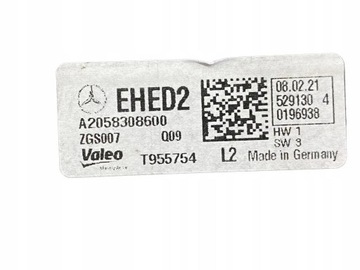 EHED2
A2058308600
ZGS007 Q09
Valeo T955754 L2
08.02.21
529130 4
0196938
HW 1
SW 3
Made in Germany